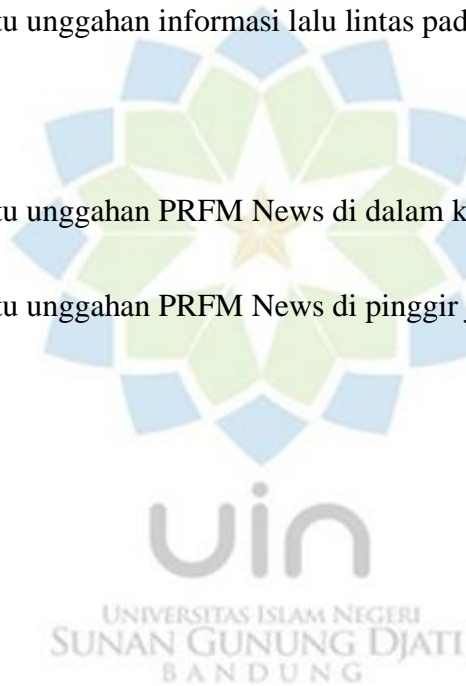 tu unggahan informasi lalu lintas pad
tu unggahan PRFM News di dalam k
tu unggahan PRFM News di pinggir j
uin
UNIVERSITAS ISLAM NEGERI
SUNAN GUNUNG DJATI
BANDUNG